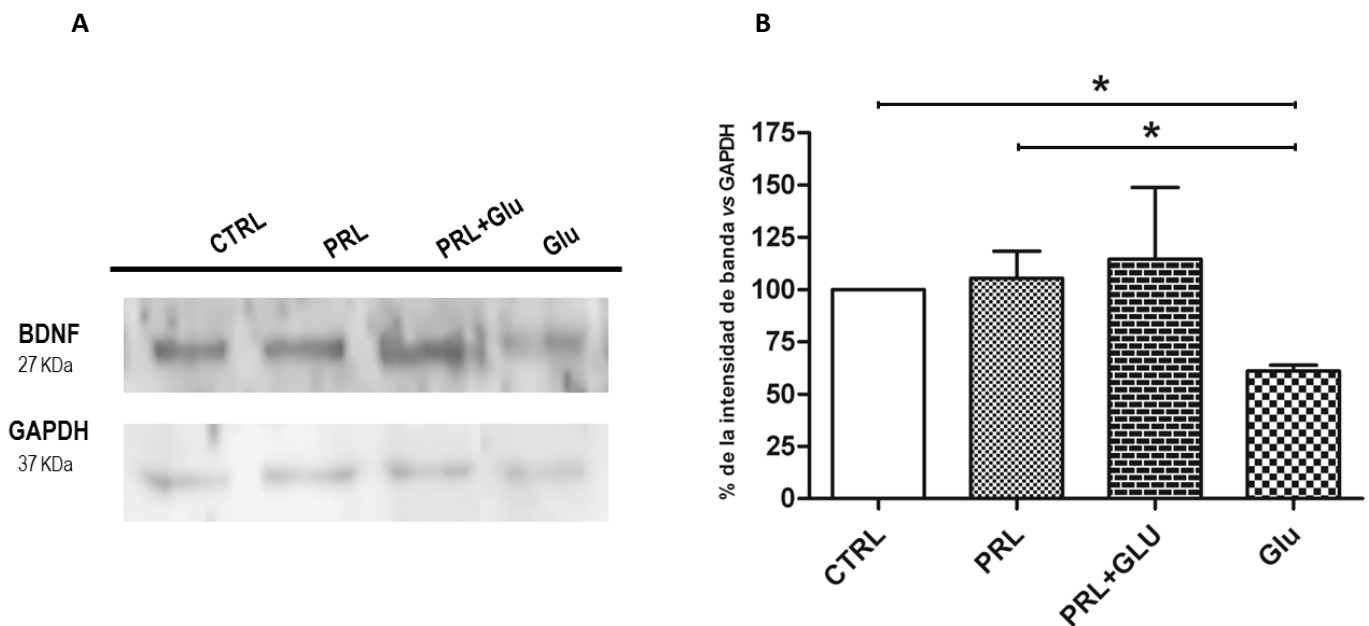 A
CTRL
PRL
PRL+Glu
Glu
BDNF
27 KDa
GAPDH
37 KDa
B
*
*
% de la intensidad de banda vs GAPDH
175
150
125
100
75
50
25
0
CTRL
PRL
PRL+GLU
Glu